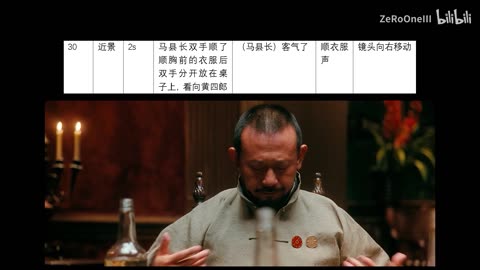 ZeRoOneIII bilibili
30 近景 2s 马县长双手顺了 （马县长）客气了 顺衣服 镜头向右移动
顺胸前的衣服后 声
双手分开放在桌
子上，看向黄四郎